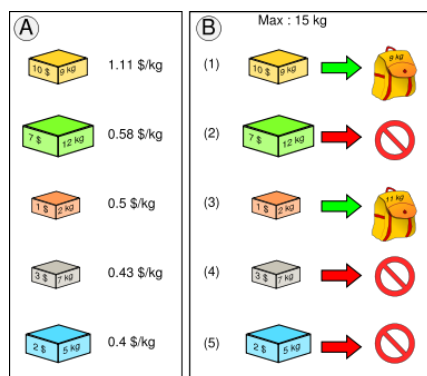 A
10 $ 9 kg
1.11 $/kg
7 $ 12 kg
0.58 $/kg
1 $ 2 kg
0.5 $/kg
3 $ 7 kg
0.43 $/kg
2 $ 5 kg
0.4 $/kg
B
Max : 15 kg
(1)
10 $ 9 kg
9 kg
(2)
7 $ 12 kg
(3)
1 $ 2 kg
11 kg
(4)
3 $ 7 kg
(5)
2 $ 5 kg